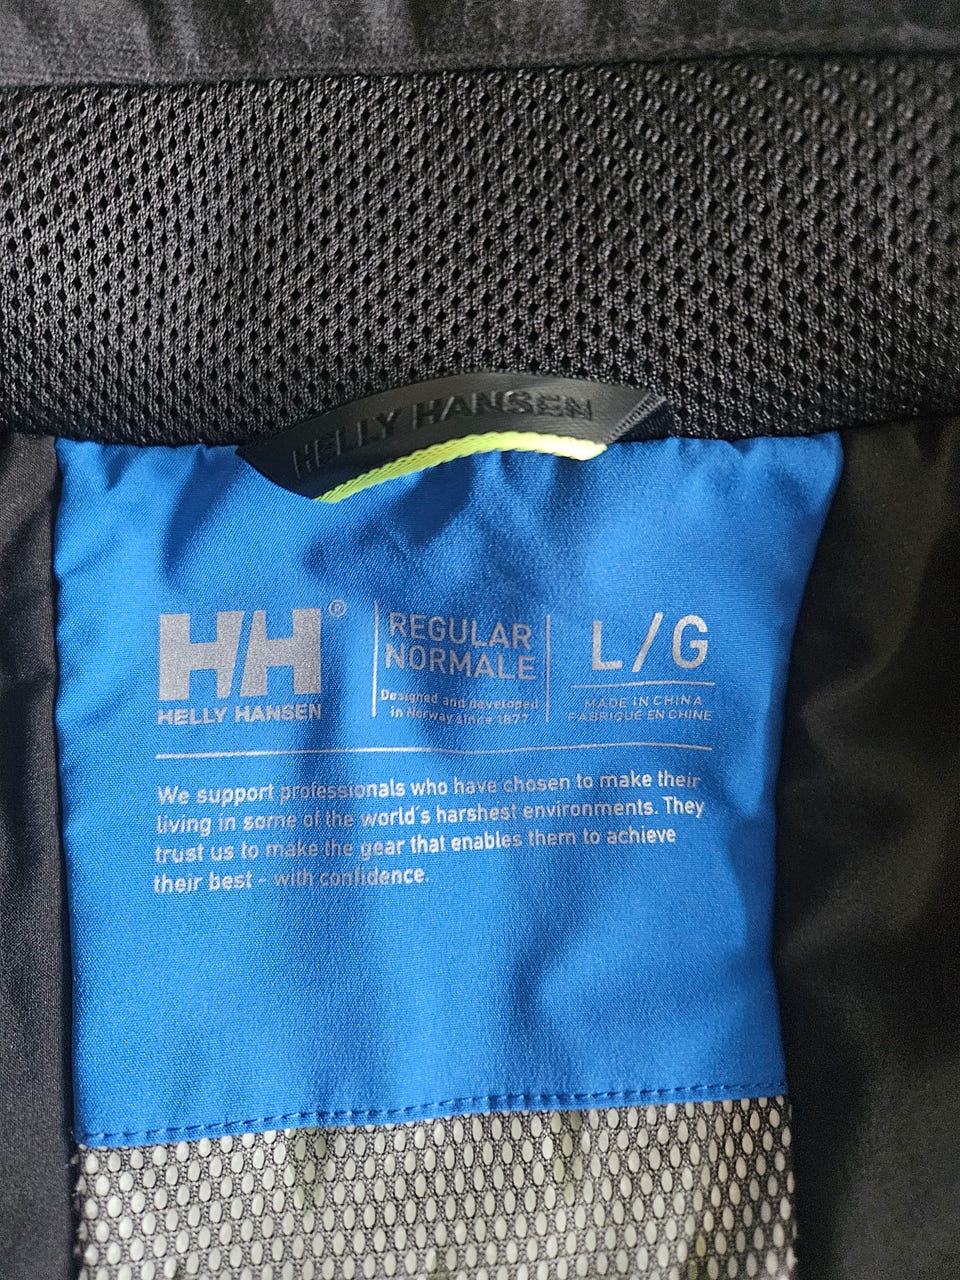 HELLY HANSEN
HH®
HELLY HANSEN
REGULAR
NORMALE
Designed and developed
in Norway since 1877
L/G
MADE IN CHINA
FABRIQUÉ EN CHINE
We support professionals who have chosen to make their
living in some of the world's harshest environments. They
trust us to make the gear that enables them to achieve
their best - with confidence.